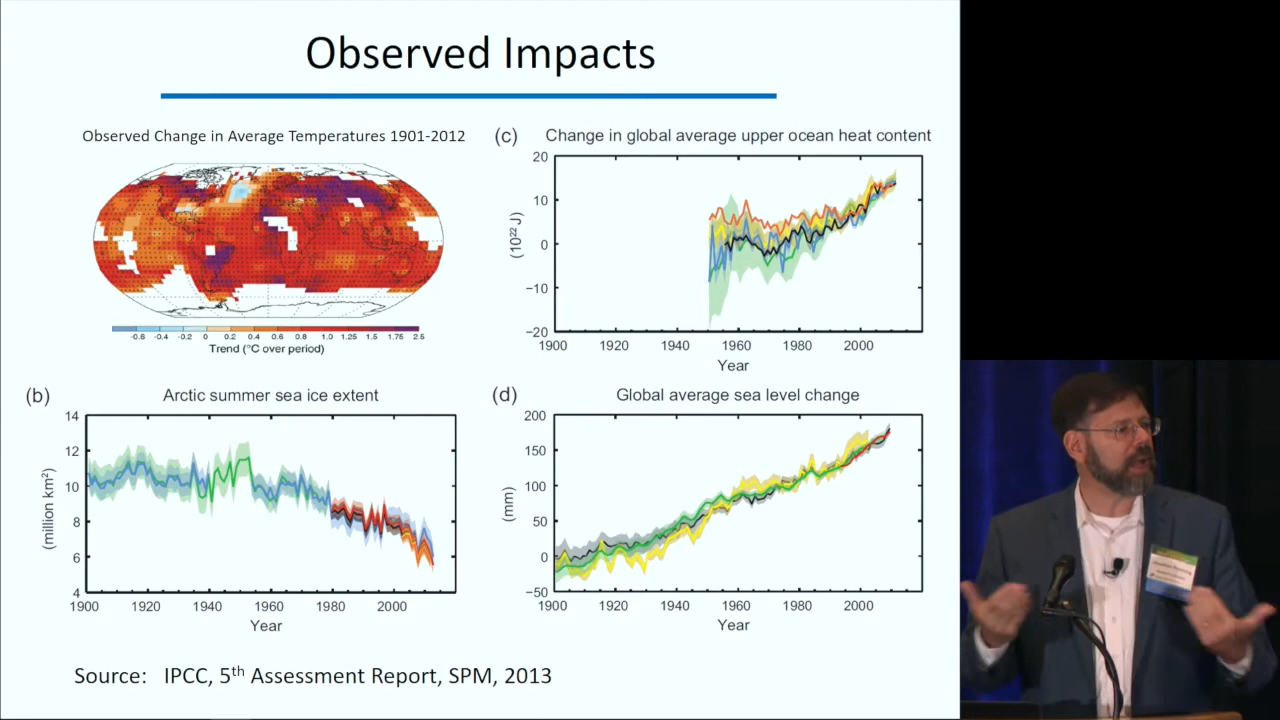 Observed Impacts
Observed Change in Average Temperatures 1901-2012
-0.6 -0.4 -0.2 0 0.2 0.4 0.6 0.8 1.0 1.25 1.5 1.75 2.5
Trend (°C over period)
(c) Change in global average upper ocean heat content
20
10
0
−10
−20
(10²² J)
1900 1920 1940 1960 1980 2000
Year
(b) Arctic summer sea ice extent
14
12
10
8
6
4
(million km²)
1900 1920 1940 1960 1980 2000
Year
(d) Global average sea level change
200
150
100
50
0
−50
(mm)
1900 1920 1940 1960 1980 2000
Year
Source: IPCC, 5th Assessment Report, SPM, 2013